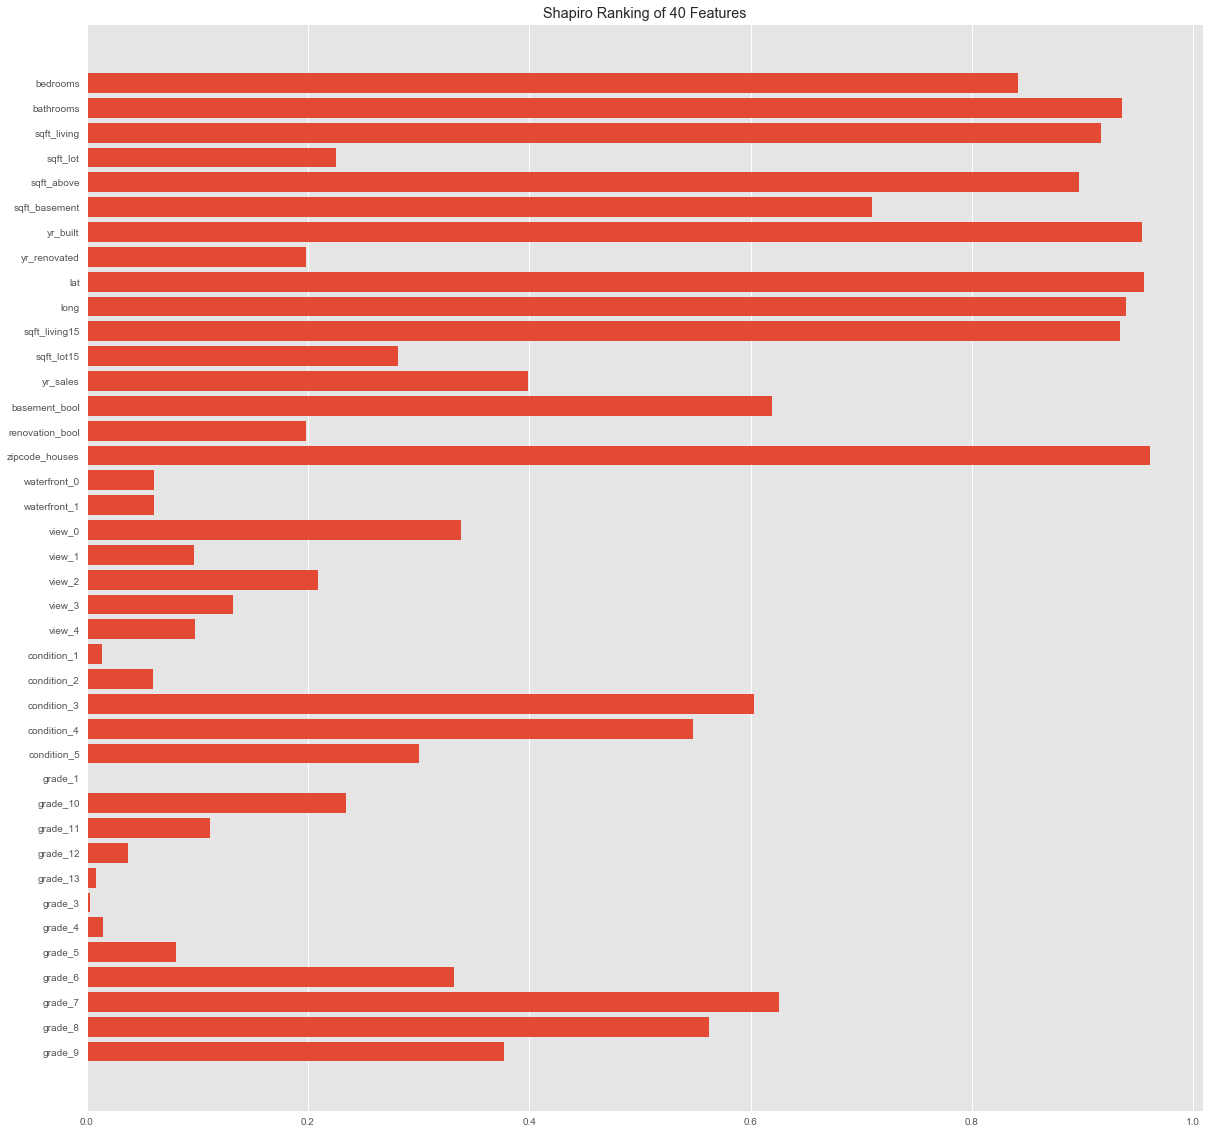 Shapiro Ranking of 40 Features
bedrooms
bathrooms
sqft_living
sqft_lot
sqft_above
sqft_basement
yr_built
yr_renovated
lat
long
sqft_living15
sqft_lot15
yr_sales
basement_bool
renovation_bool
zipcode_houses
waterfront_0
waterfront_1
view_0
view_1
view_2
view_3
view_4
condition_1
condition_2
condition_3
condition_4
condition_5
grade_1
grade_10
grade_11
grade_12
grade_13
grade_3
grade_4
grade_5
grade_6
grade_7
grade_8
grade_9
0.0 0.2 0.4 0.6 0.8 1.0